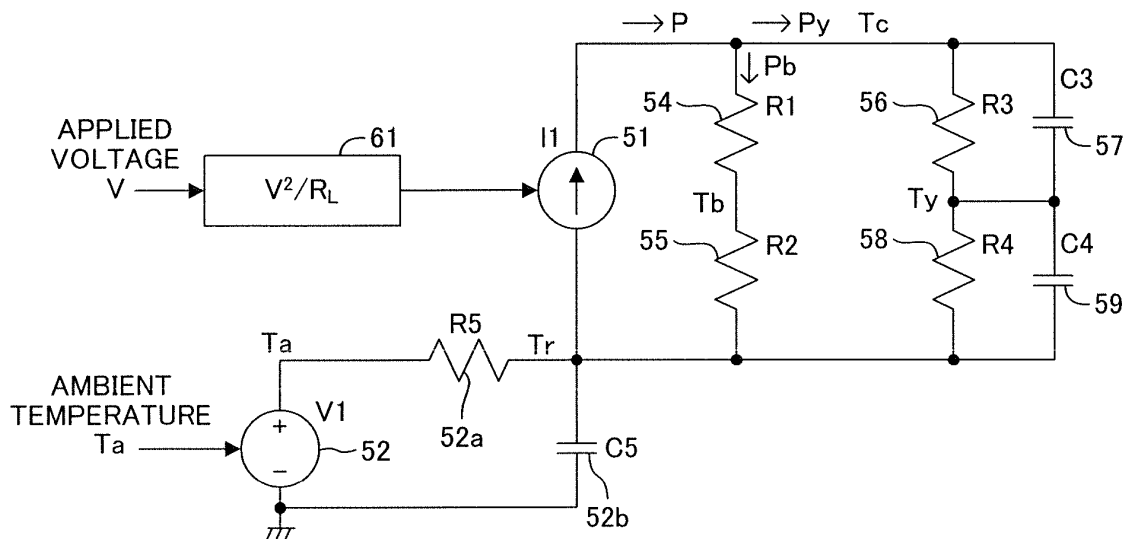 P
Py
Tc
Pb
54
R1
56
R3
C3
57
APPLIED
VOLTAGE
V
61
V²/RL
I1
51
Tb
Ty
55
R2
58
R4
C4
59
Ta
R5
Tr
52a
AMBIENT
TEMPERATURE
Ta
V1
+
−
52
C5
52b